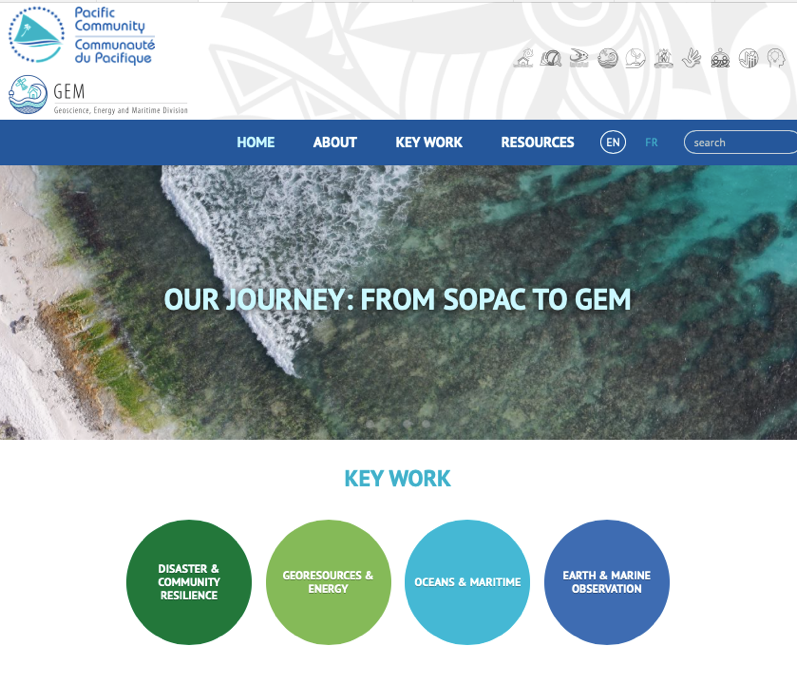 Pacific
Community
Communauté
du Pacifique
GEM
Geoscience, Energy and Maritime Division
HOME ABOUT KEY WORK RESOURCES EN FR search
OUR JOURNEY: FROM SOPAC TO GEM
KEY WORK
DISASTER &
COMMUNITY
RESILIENCE
GEORESOURCES &
ENERGY
OCEANS & MARITIME
EARTH & MARINE
OBSERVATION